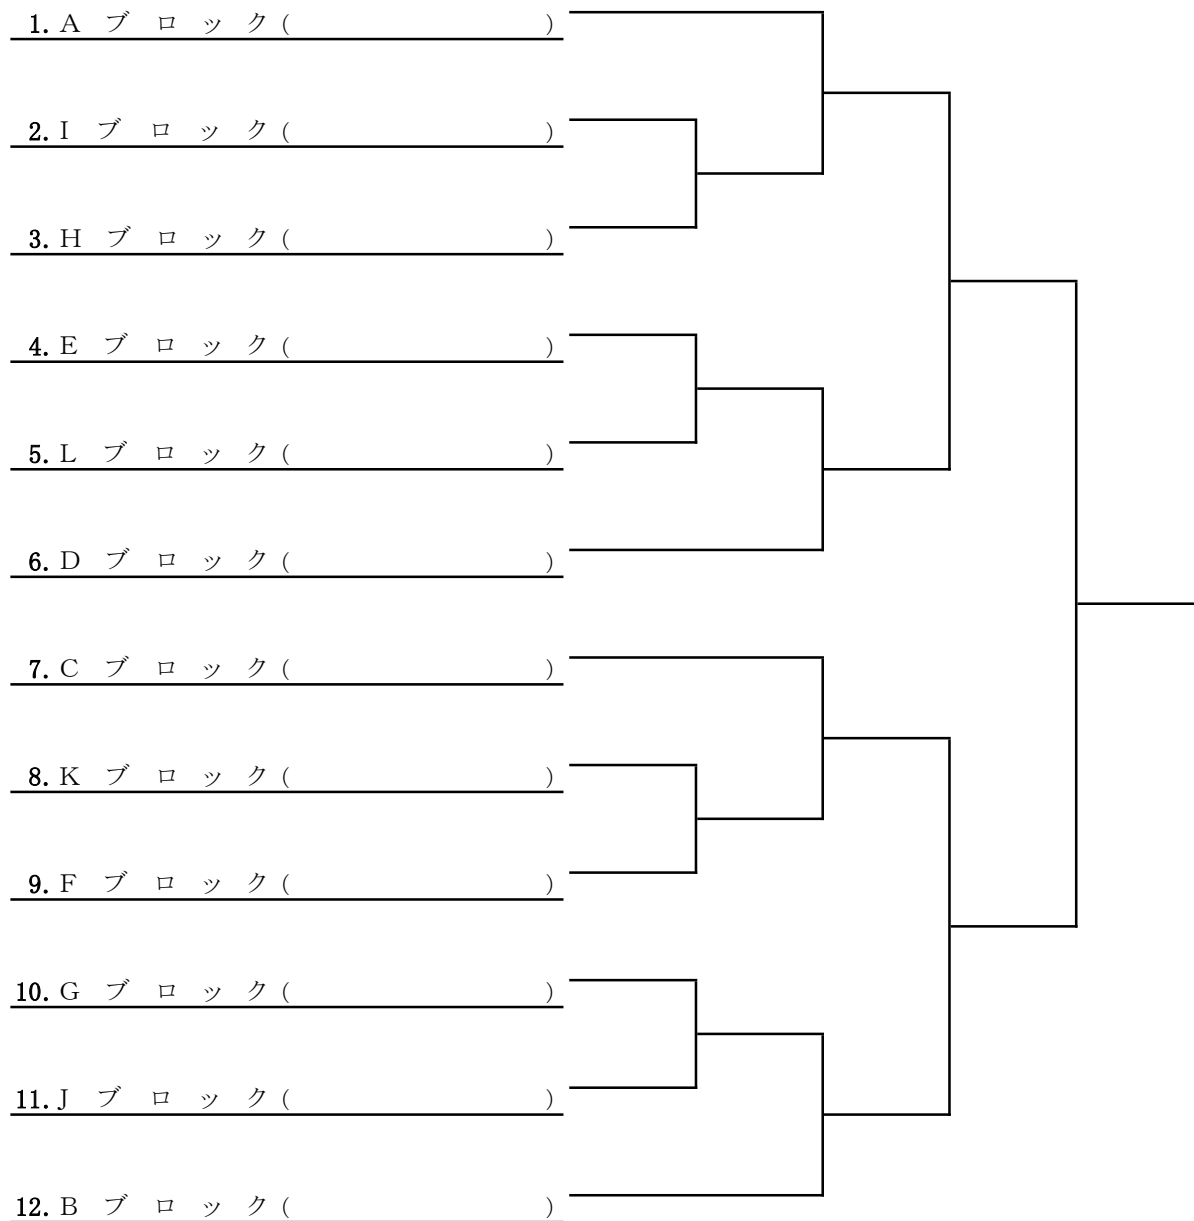 1. A ブロック( )
2. I ブロック( )
3. H ブロック( )
4. E ブロック( )
5. L ブロック( )
6. D ブロック( )
7. C ブロック( )
8. K ブロック( )
9. F ブロック( )
10. G ブロック( )
11. J ブロック( )
12. B ブロック( )